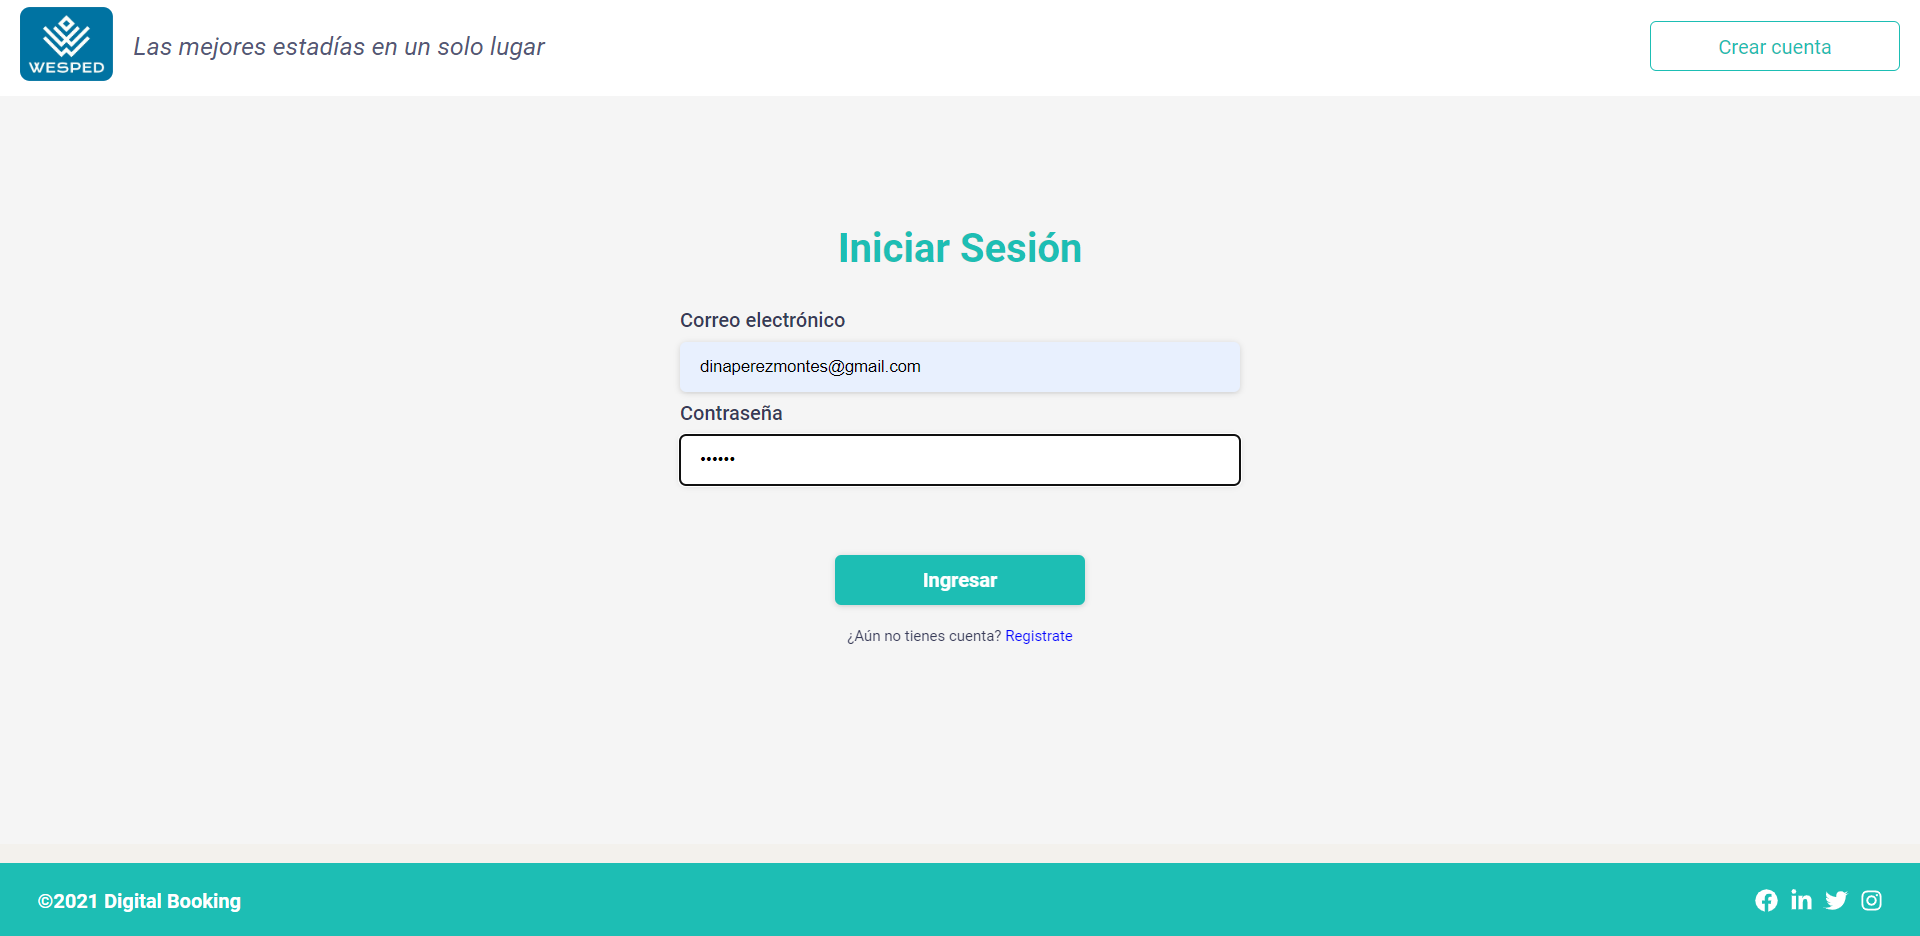 WESPED
Las mejores estadías en un solo lugar
Crear cuenta
Iniciar Sesión
Correo electrónico
dinaperezmontes@gmail.com
Contraseña
••••••
Ingresar
¿Aún no tienes cuenta? Registrate
©2021 Digital Booking